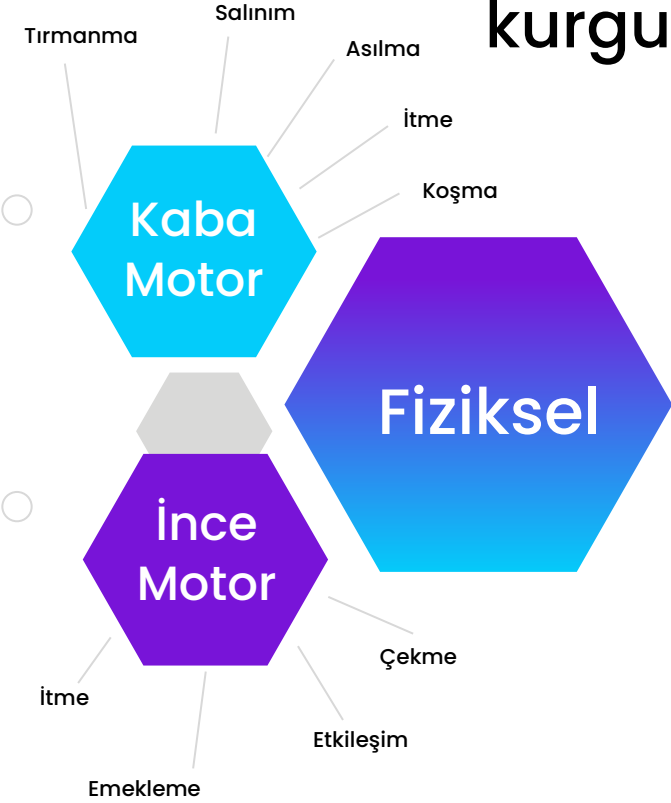 kurgu
Salınım
Tırmanma
Asılma
İtme
Koşma
Kaba
Motor
Fiziksel
İnce
Motor
Çekme
İtme
Etkileşim
Emekleme